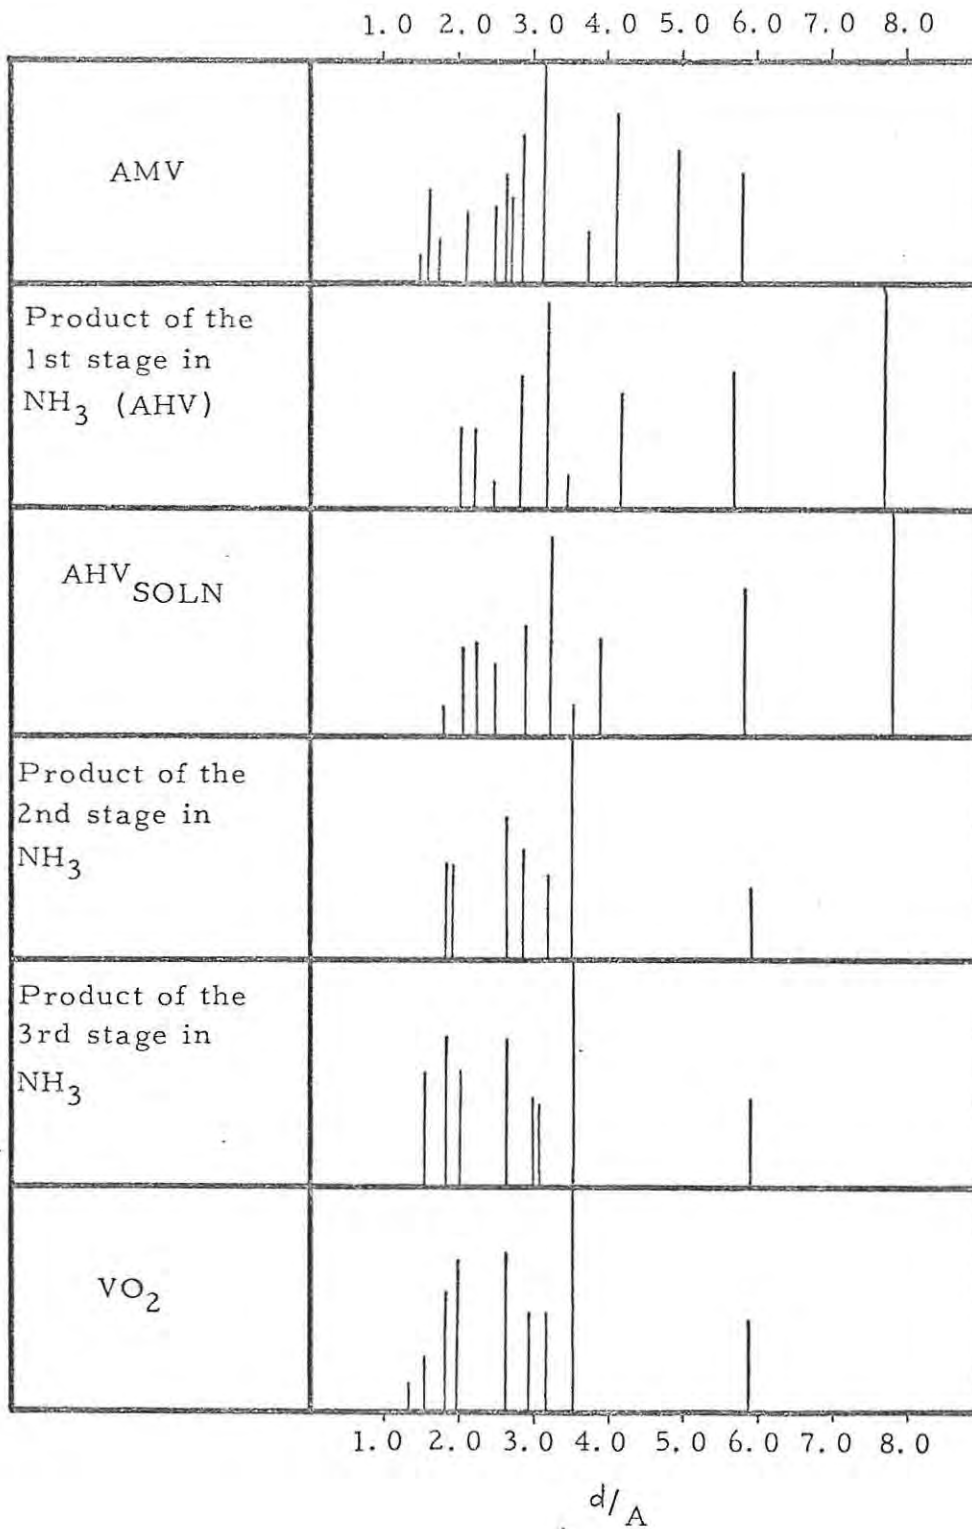 1.0 2.0 3.0 4.0 5.0 6.0 7.0 8.0
AMV
Product of the
1st stage in
NH3 (AHV)
AHV SOLN
Product of the
2nd stage in
NH3
Product of the
3rd stage in
NH3
VO2
1.0 2.0 3.0 4.0 5.0 6.0 7.0 8.0
d/A